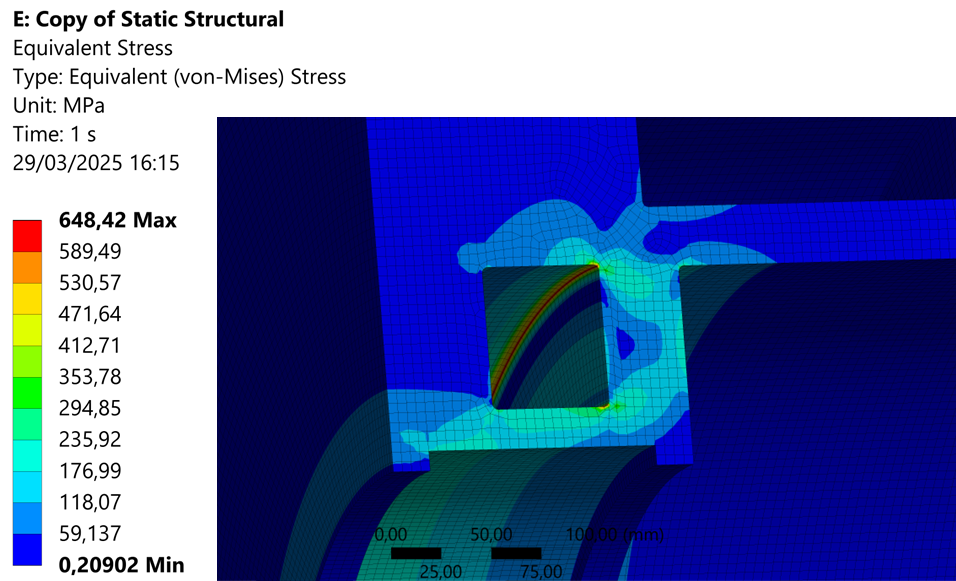 E: Copy of Static Structural
Equivalent Stress
Type: Equivalent (von-Mises) Stress
Unit: MPa
Time: 1 s
29/03/2025 16:15
648,42 Max
589,49
530,57
471,64
412,71
353,78
294,85
235,92
176,99
118,07
59,137
0,20902 Min
0,00 50,00 100,00 (mm)
25,00 75,00